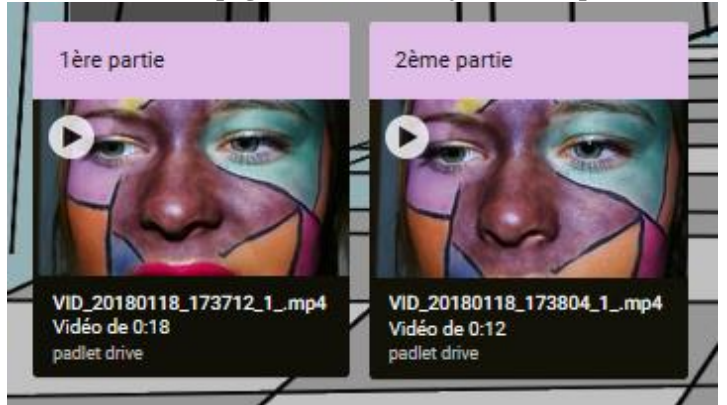 1ère partie
2ème partie
VID_20180118_173712_1_.mp4
Vidéo de 0:18
padlet drive
VID_20180118_173804_1_.mp4
Vidéo de 0:12
padlet drive